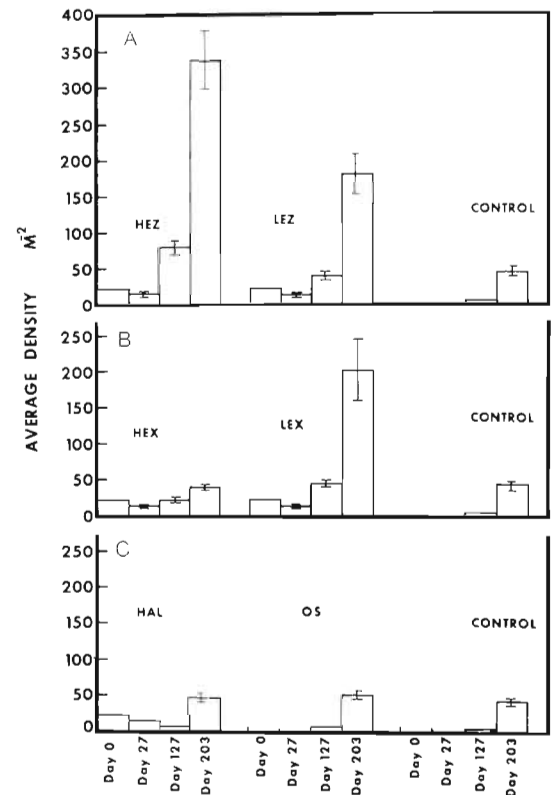 A
400
350
300
250
200
150
100
50
0
HEZ
LEZ
CONTROL
AVERAGE DENSITY M⁻²
B
250
200
150
100
50
0
HEX
LEX
CONTROL
C
250
200
150
100
50
0
HAL
OS
CONTROL
Day 0
Day 27
Day 127
Day 203
Day 0
Day 27
Day 127
Day 203
Day 0
Day 27
Day 127
Day 203